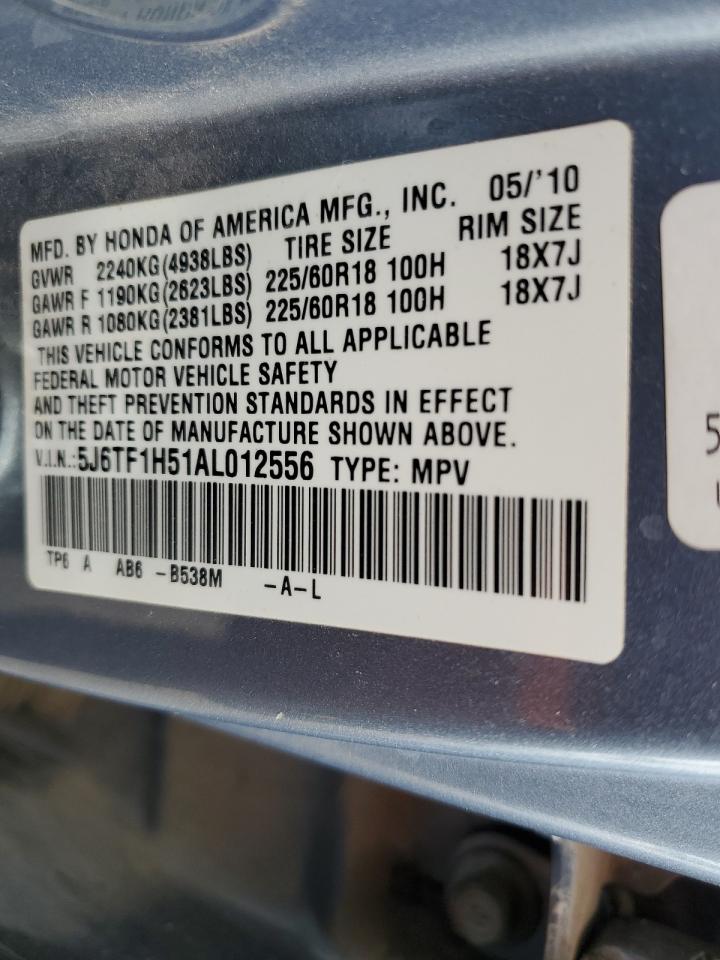 MFD. BY HONDA OF AMERICA MFG., INC. 05/'10
GVWR 2240KG(4938LBS) TIRE SIZE RIM SIZE
GAWR F 1190KG(2623LBS) 225/60R18 100H 18X7J
GAWR R 1080KG(2381LBS) 225/60R18 100H 18X7J
THIS VEHICLE CONFORMS TO ALL APPLICABLE
FEDERAL MOTOR VEHICLE SAFETY
AND THEFT PREVENTION STANDARDS IN EFFECT
ON THE DATE OF MANUFACTURE SHOWN ABOVE.
V.I.N.:5J6TF1H51AL012556 TYPE: MPV
TP6 A AB6 -B538M -A-L
5